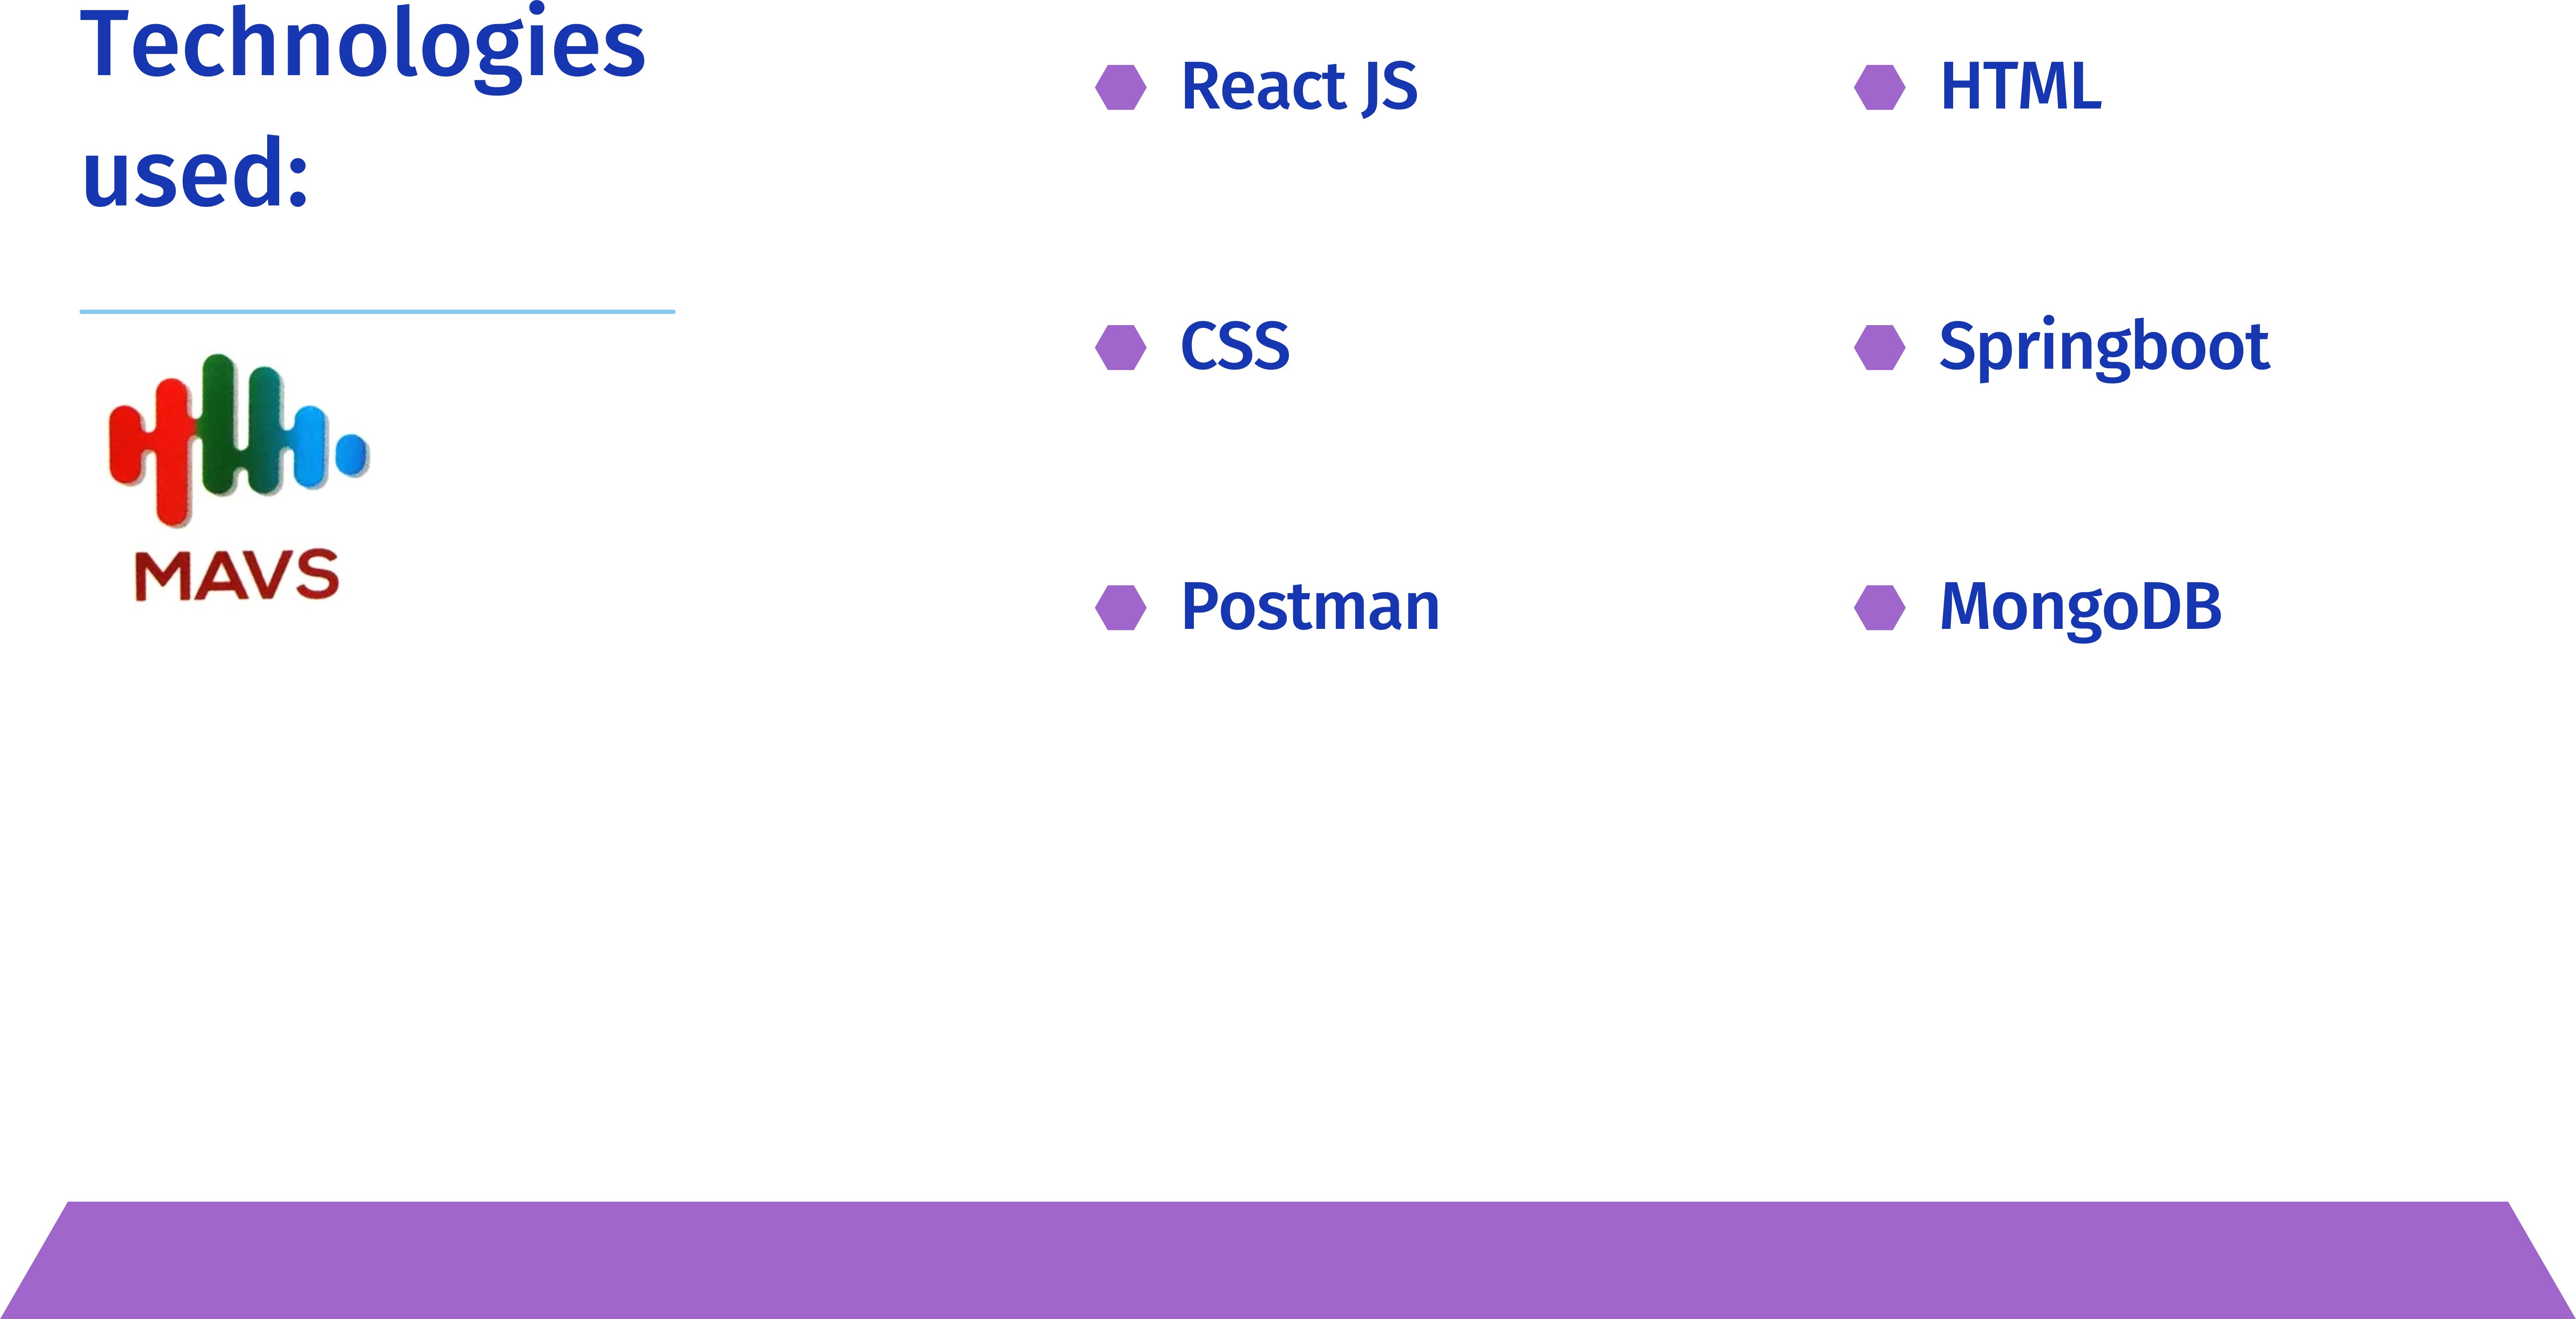 Technologies
used:
MAVS
React JS
HTML
CSS
Springboot
Postman
MongoDB